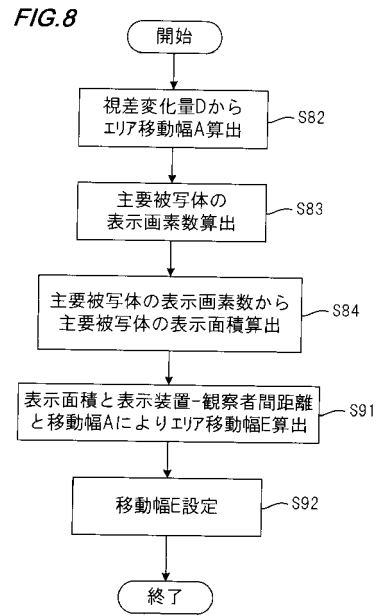 FIG.8
開始
視差変化量Dから
エリア移動幅A算出
S82
主要被写体の
表示画素数算出
S83
主要被写体の表示画素数から
主要被写体の表示面積算出
S84
表示面積と表示装置-観察者間距離
と移動幅Aによりエリア移動幅E算出
S91
移動幅E設定
S92
終了